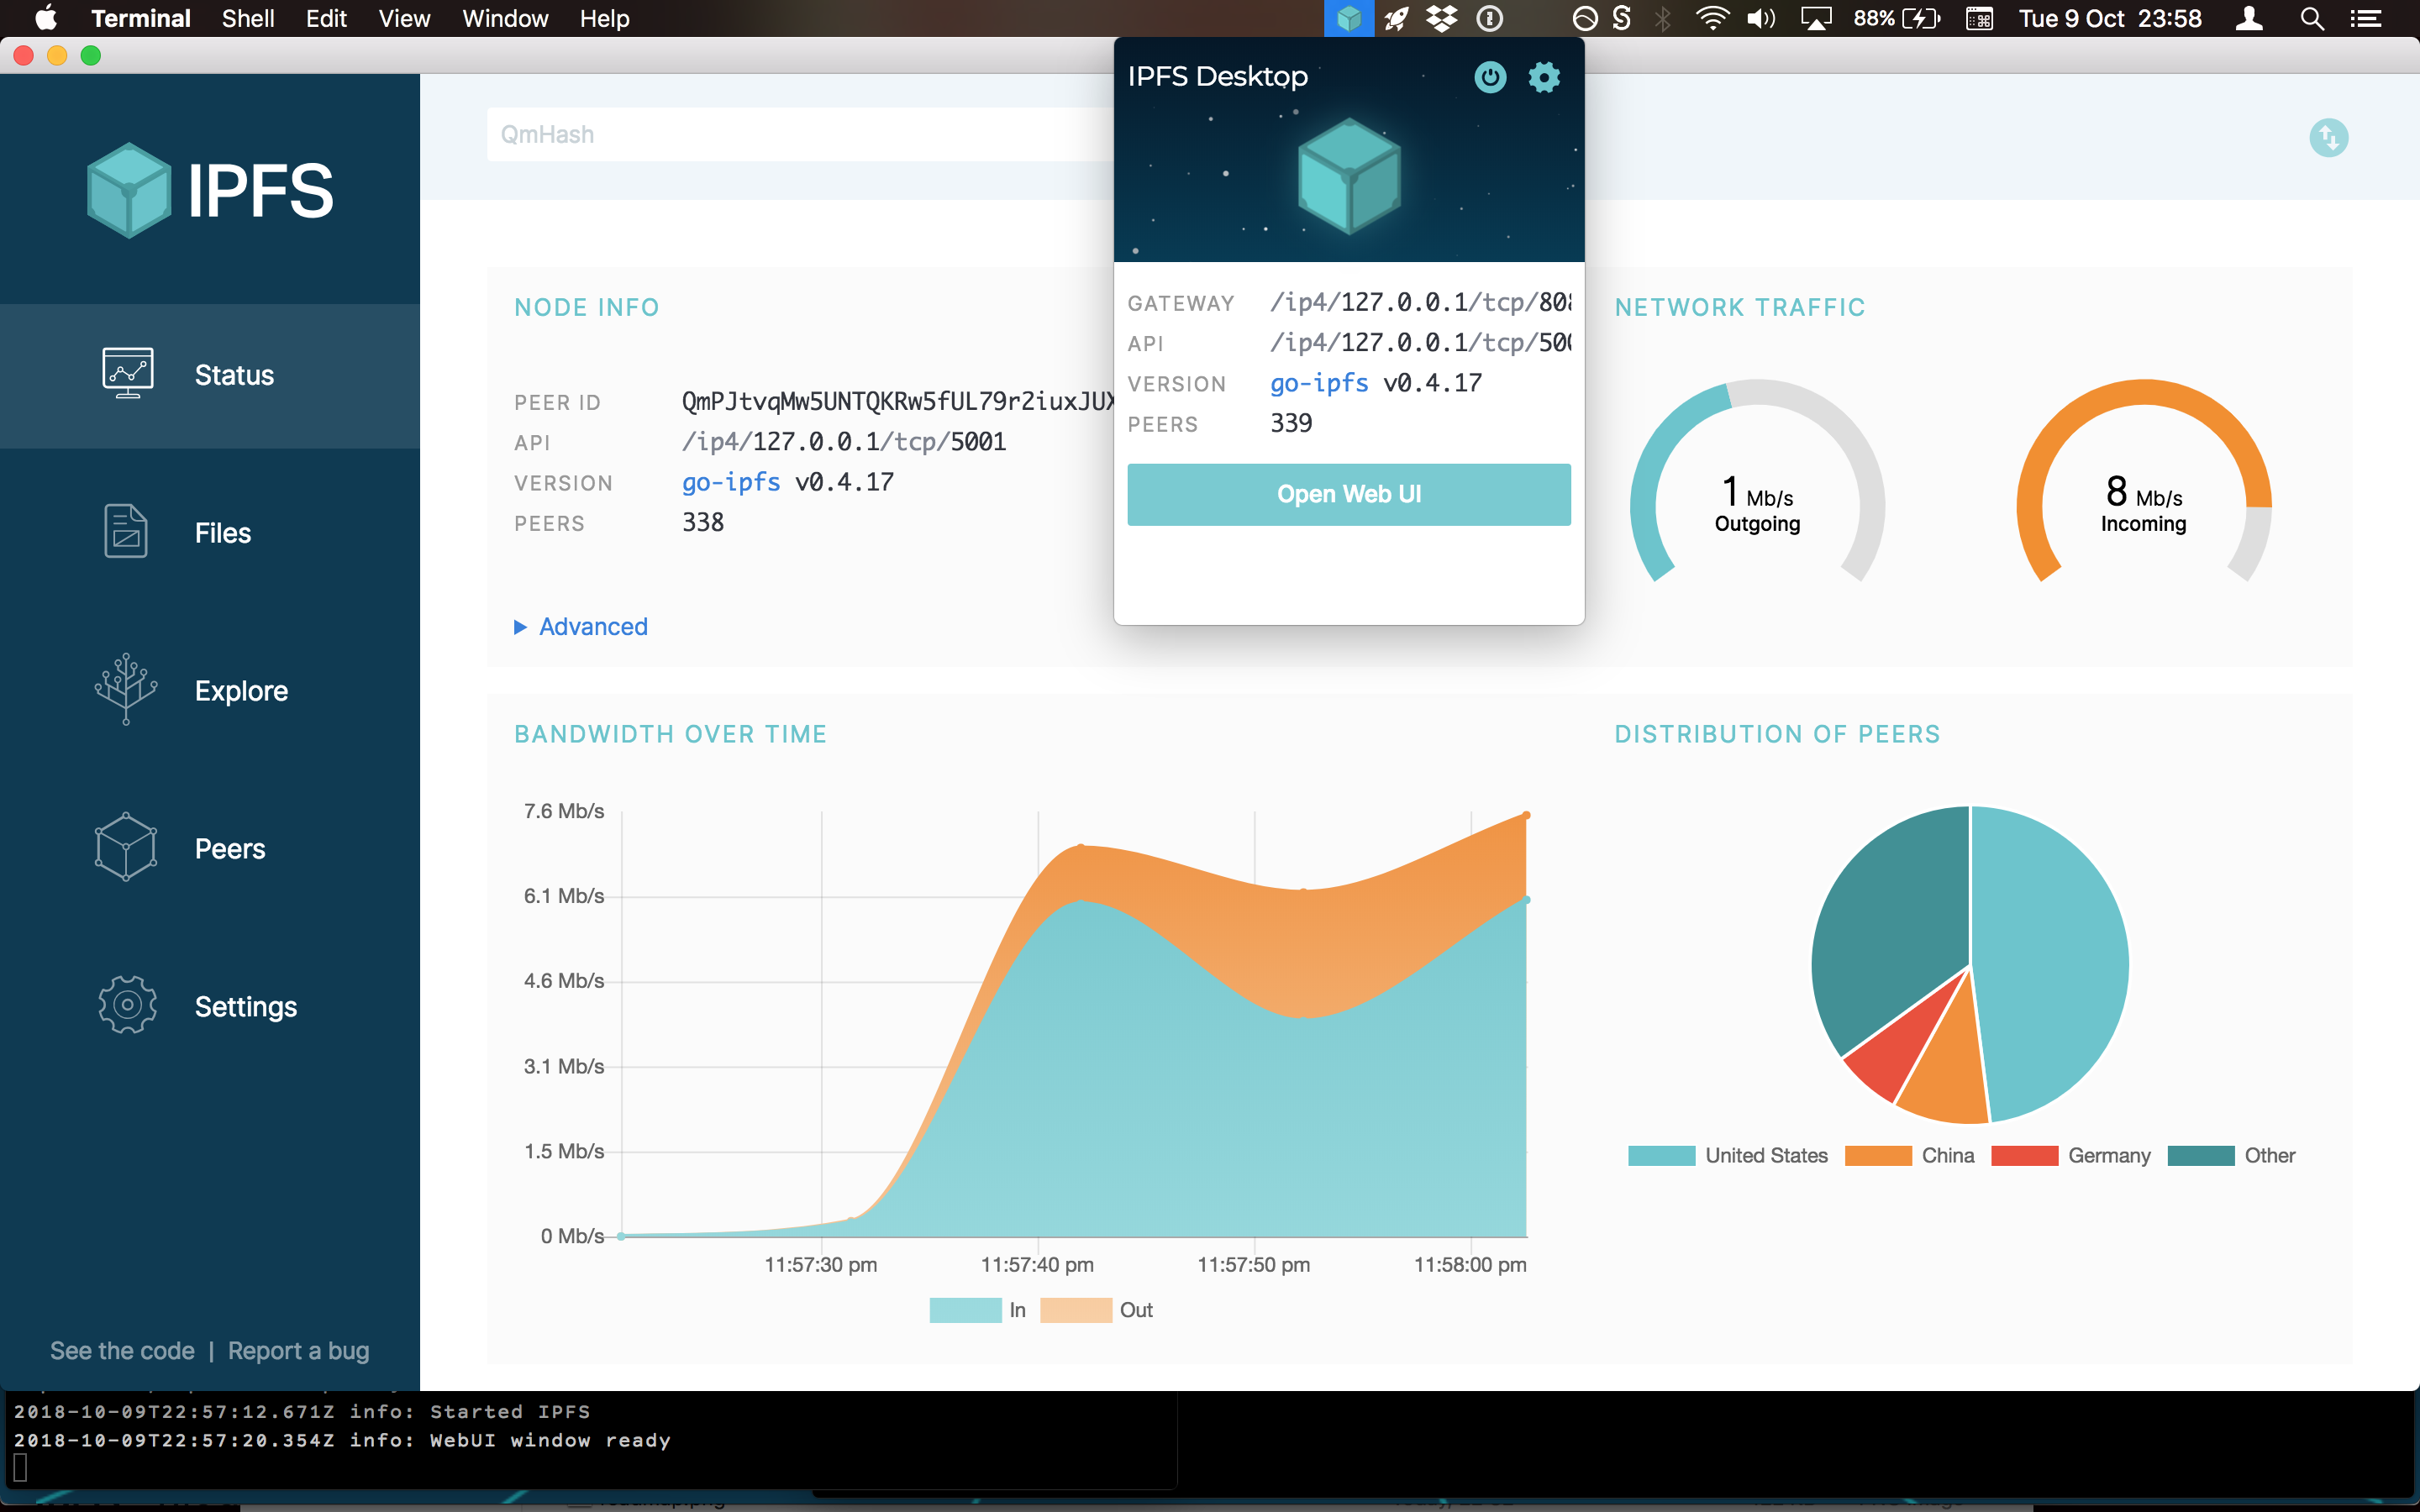 Terminal Shell Edit View Window Help
88% Tue 9 Oct 23:58
IPFS
Status
Files
Explore
Peers
Settings
See the code | Report a bug
QmHash
NODE INFO
PEER ID QmPJtvqMw5UNTQKRw5fUL79r2iuxJUX
API /ip4/127.0.0.1/tcp/5001
VERSION go-ipfs v0.4.17
PEERS 338
Advanced
IPFS Desktop
GATEWAY /ip4/127.0.0.1/tcp/808
API /ip4/127.0.0.1/tcp/500
VERSION go-ipfs v0.4.17
PEERS 339
Open Web UI
NETWORK TRAFFIC
1 Mb/s
Outgoing
8 Mb/s
Incoming
BANDWIDTH OVER TIME
7.6 Mb/s
6.1 Mb/s
4.6 Mb/s
3.1 Mb/s
1.5 Mb/s
0 Mb/s
11:57:30 pm 11:57:40 pm 11:57:50 pm 11:58:00 pm
In Out
DISTRIBUTION OF PEERS
United States China Germany Other
2018-10-09T22:57:12.671Z info: Started IPFS
2018-10-09T22:57:20.354Z info: WebUI window ready